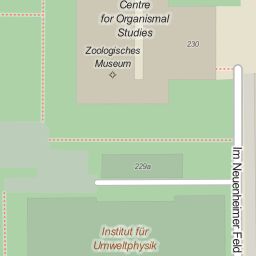 Centre
for Organismal
Studies
230
Zoologisches
Museum
229a
Im Neuenheimer Feld
Institut für
Umweltphysik